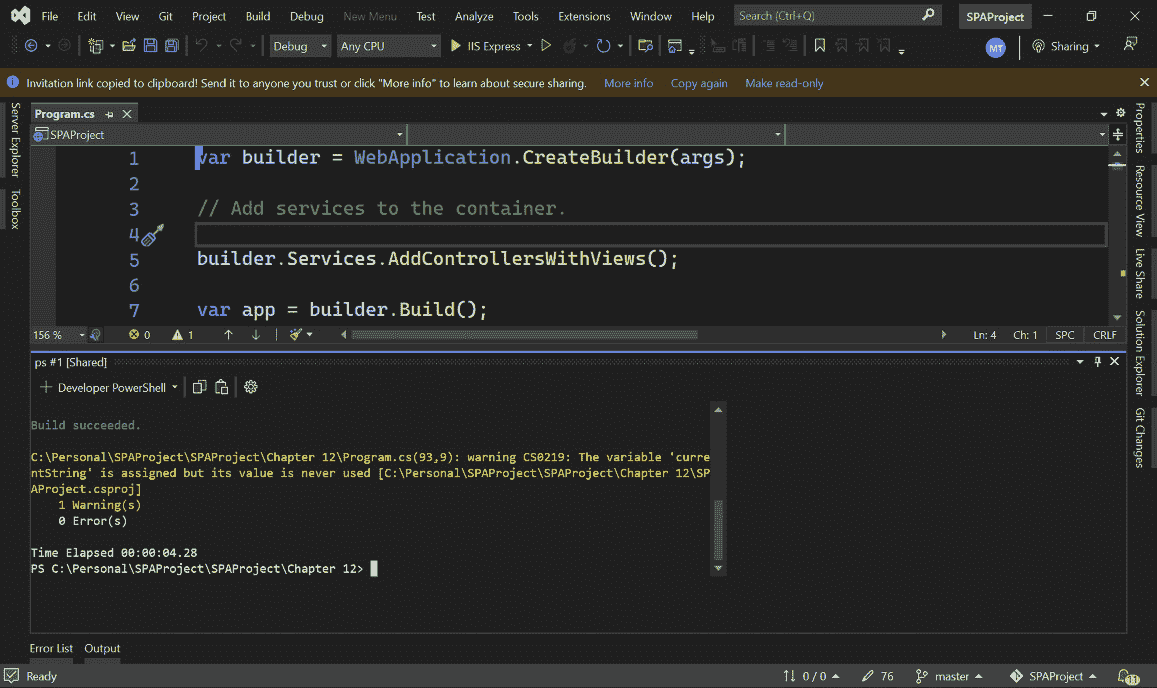 File Edit View Git Project Build Debug New Menu Test Analyze Tools Extensions Window Help Search (Ctrl+Q) SPAProject
Debug Any CPU IIS Express MT Sharing
Invitation link copied to clipboard! Send it to anyone you trust or click "More info" to learn about secure sharing. More info Copy again Make read-only
Server Explorer
Toolbox
Program.cs
SPAProject
1 var builder = WebApplication.CreateBuilder(args);
2
3 // Add services to the container.
4
5 builder.Services.AddControllersWithViews();
6
7 var app = builder.Build();
156 % 0 1 Ln: 4 Ch: 1 SPC CRLF
Properties
Resource View
Live Share
Solution Explorer
Git Changes
ps #1 [Shared]
Developer PowerShell
Build succeeded.
C:\Personal\SPAProject\SPAProject\Chapter 12\Program.cs(93,9): warning CS0219: The variable 'curre
ntString' is assigned but its value is never used [C:\Personal\SPAProject\SPAProject\Chapter 12\SP
AProject.csproj]
1 Warning(s)
0 Error(s)
Time Elapsed 00:00:04.28
PS C:\Personal\SPAProject\SPAProject\Chapter 12>
Error List Output
Ready 0 / 0 76 master SPAProject 11